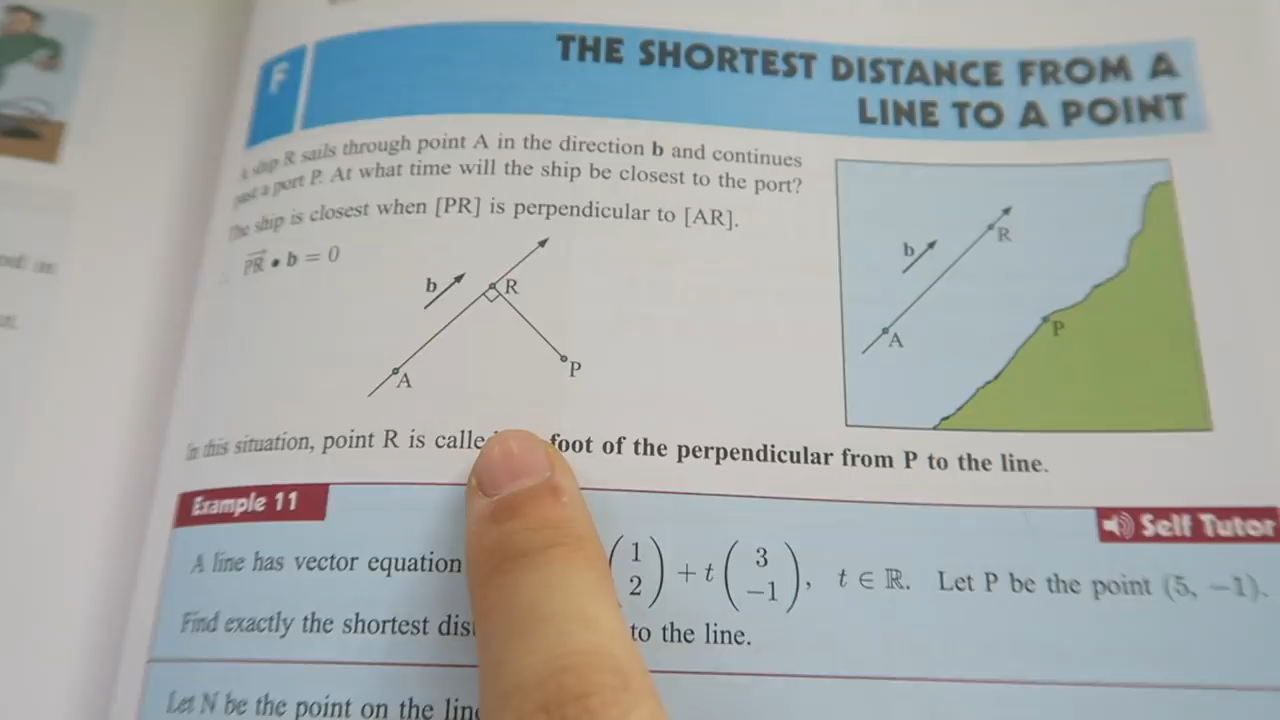 F
THE SHORTEST DISTANCE FROM A
LINE TO A POINT
ship R sails through point A in the direction b and continues
past a port P. At what time will the ship be closest to the port?
The ship is closest when [PR] is perpendicular to [AR].
∴ PR⃗ • b = 0
b
R
A
P
b
R
A
P
In this situation, point R is calle foot of the perpendicular from P to the line.
Example 11
Self Tutor
A line has vector equation (1 2) + t (3 −1), t ∈ ℝ. Let P be the point (5, −1).
Find exactly the shortest to the line.
Let N be the point on the